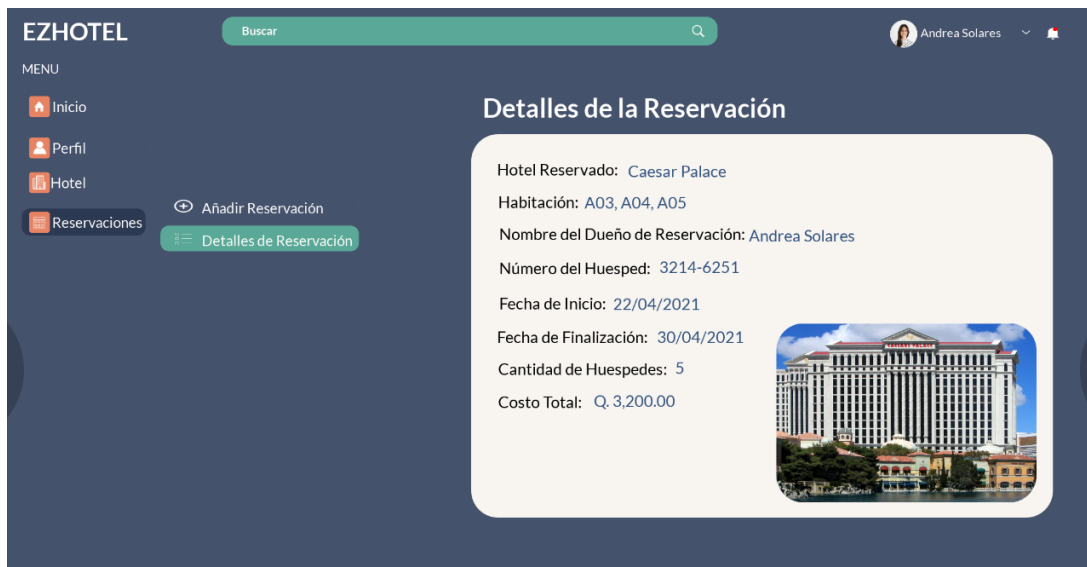 EZHOTEL
Buscar
Andrea Solares
MENU
Inicio
Perfil
Hotel
Reservaciones
Añadir Reservación
Detalles de Reservación
Detalles de la Reservación
Hotel Reservado: Caesar Palace
Habitación: A03, A04, A05
Nombre del Dueño de Reservación: Andrea Solares
Número del Huesped: 3214-6251
Fecha de Inicio: 22/04/2021
Fecha de Finalización: 30/04/2021
Cantidad de Huespedes: 5
Costo Total: Q. 3,200.00
CAESARS PALACE